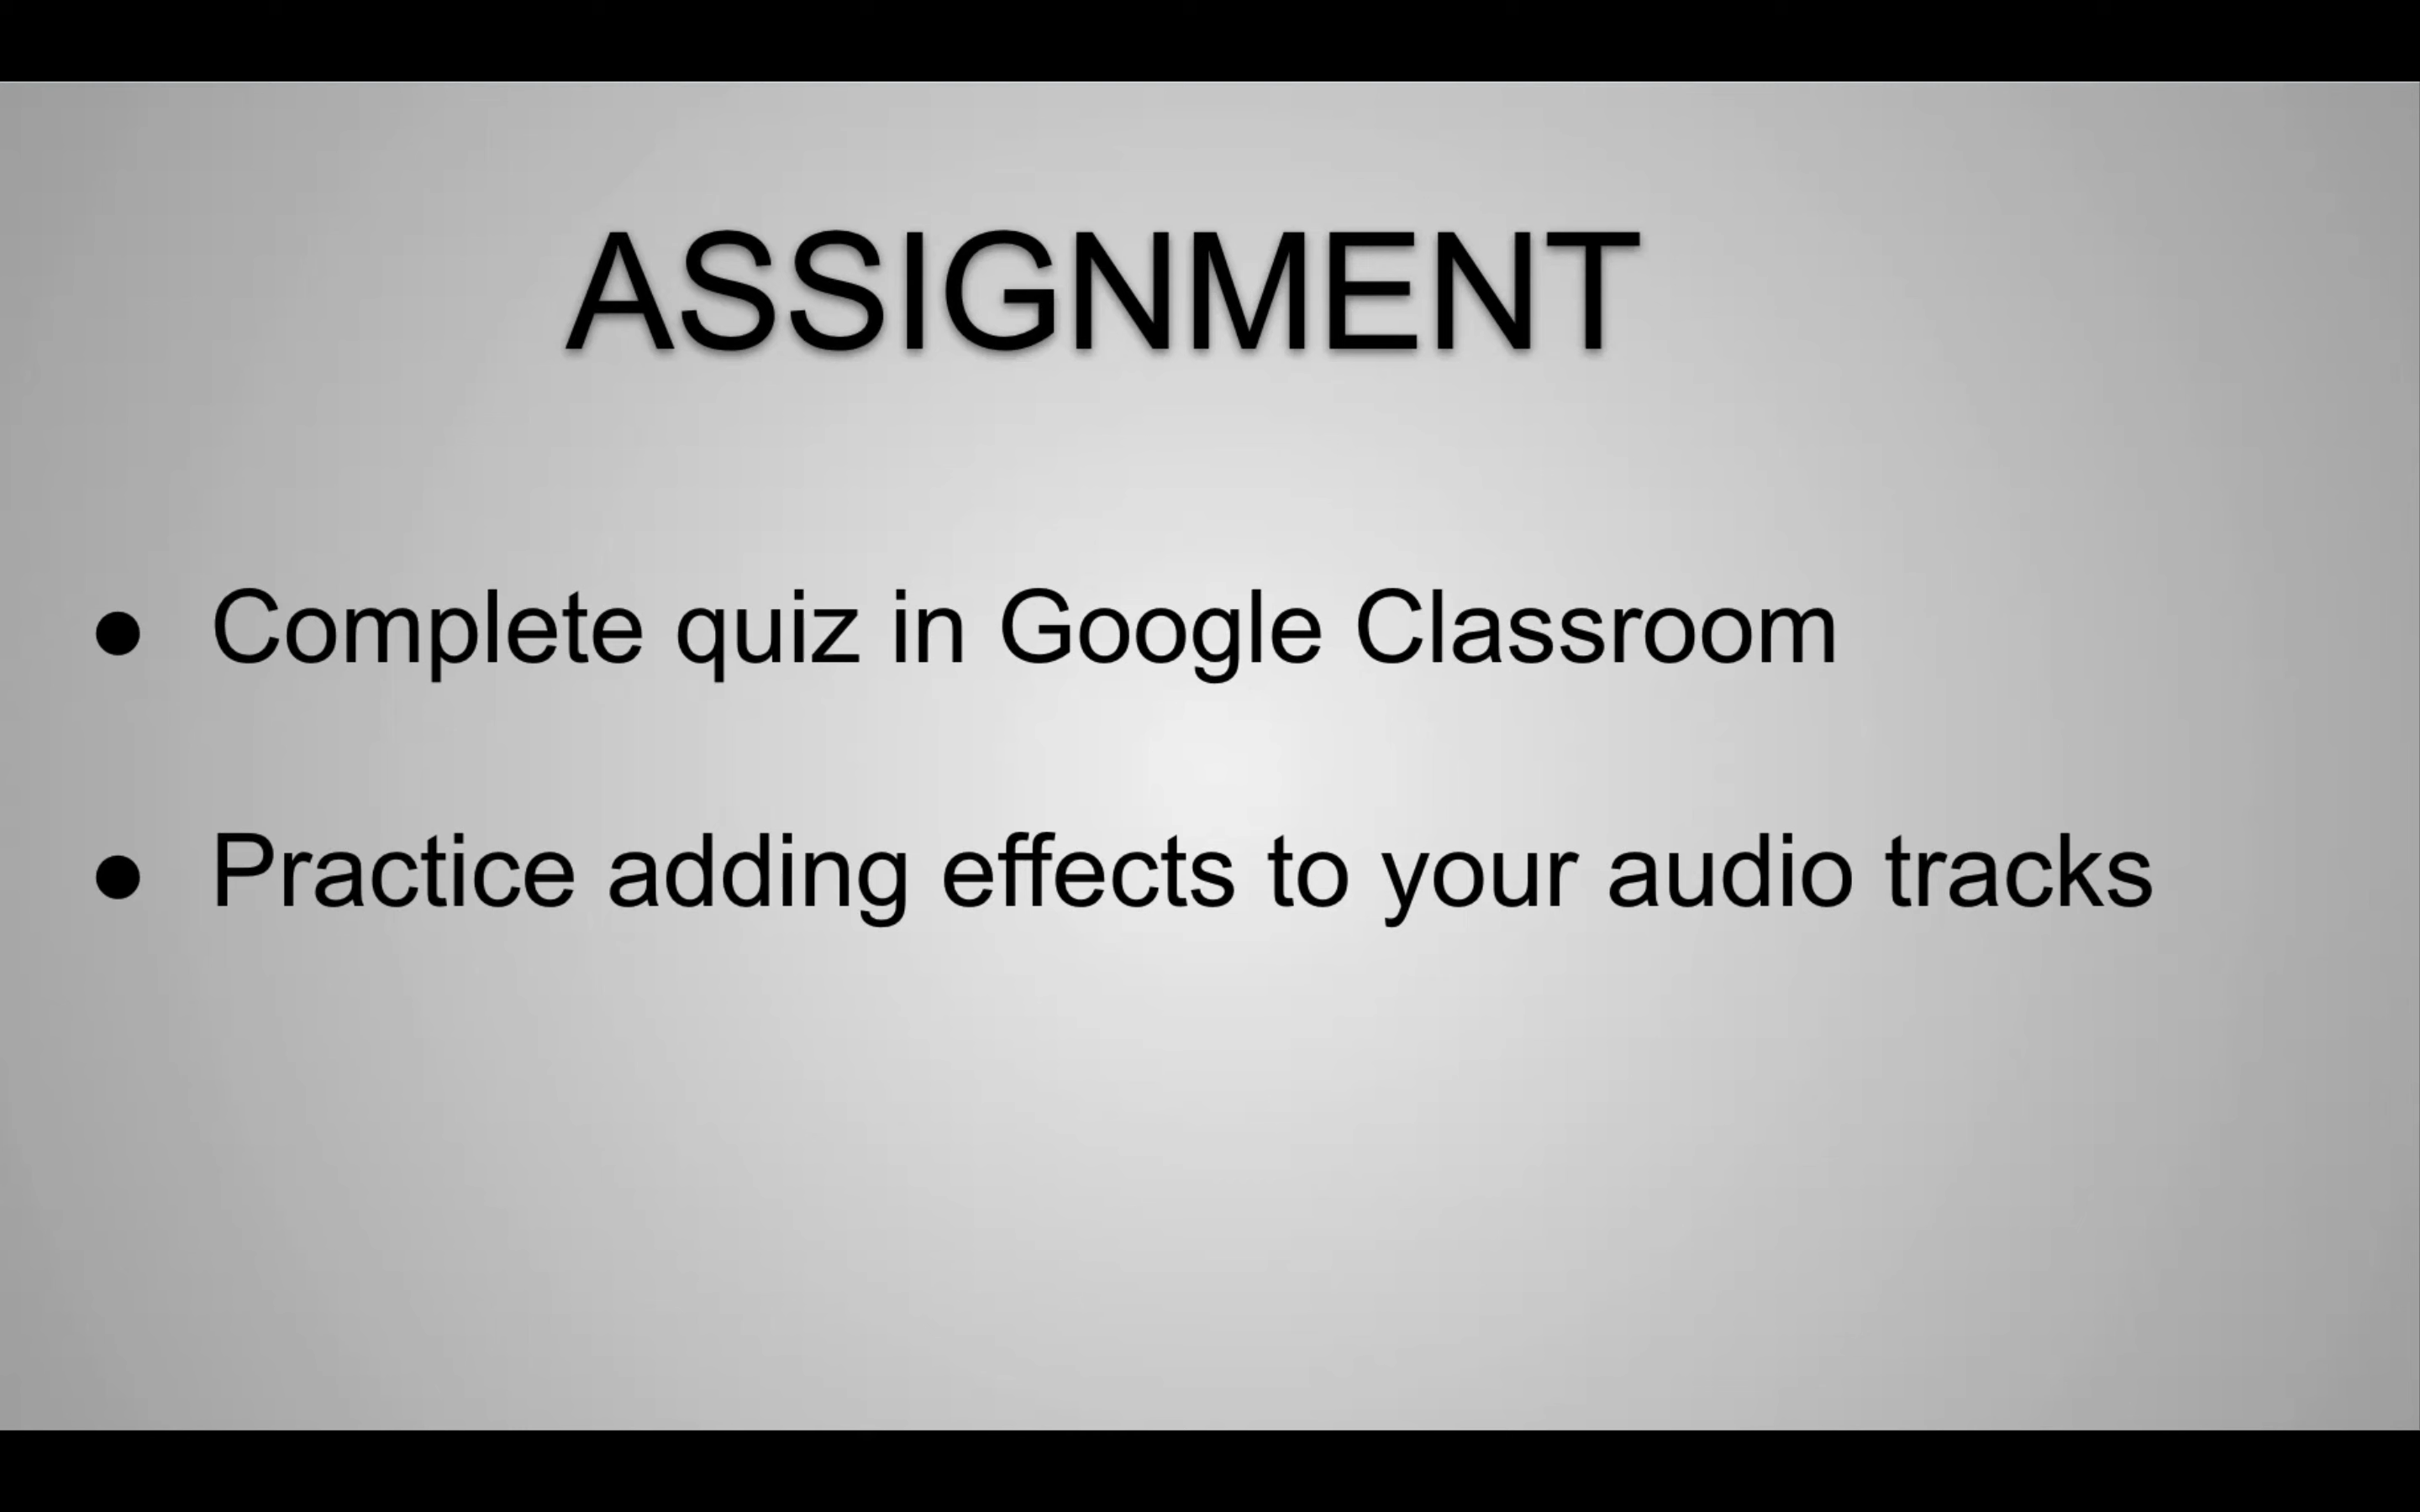 ASSIGNMENT
● Complete quiz in Google Classroom
● Practice adding effects to your audio tracks